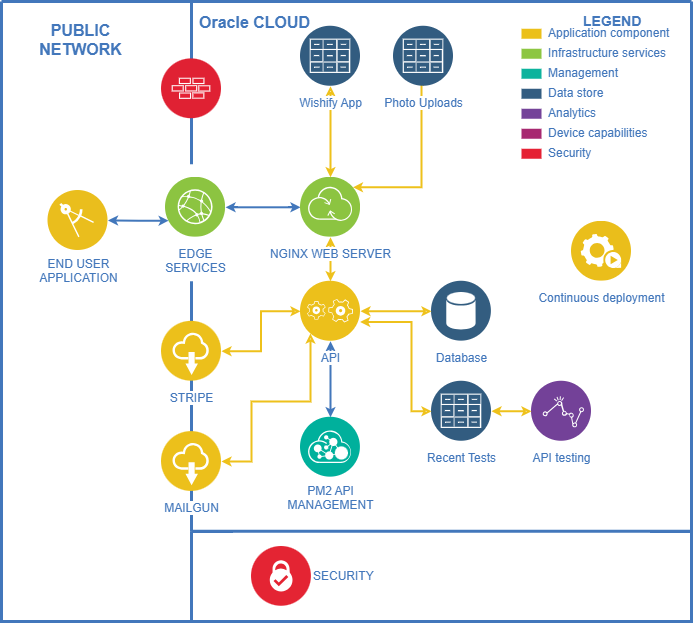 PUBLIC
NETWORK
Oracle CLOUD
LEGEND
Application component
Infrastructure services
Management
Data store
Analytics
Device capabilities
Security
Wishify App
Photo Uploads
END USER
APPLICATION
EDGE
SERVICES
NGINX WEB SERVER
Continuous deployment
API
Database
STRIPE
Recent Tests
API testing
MAILGUN
PM2 API
MANAGEMENT
SECURITY